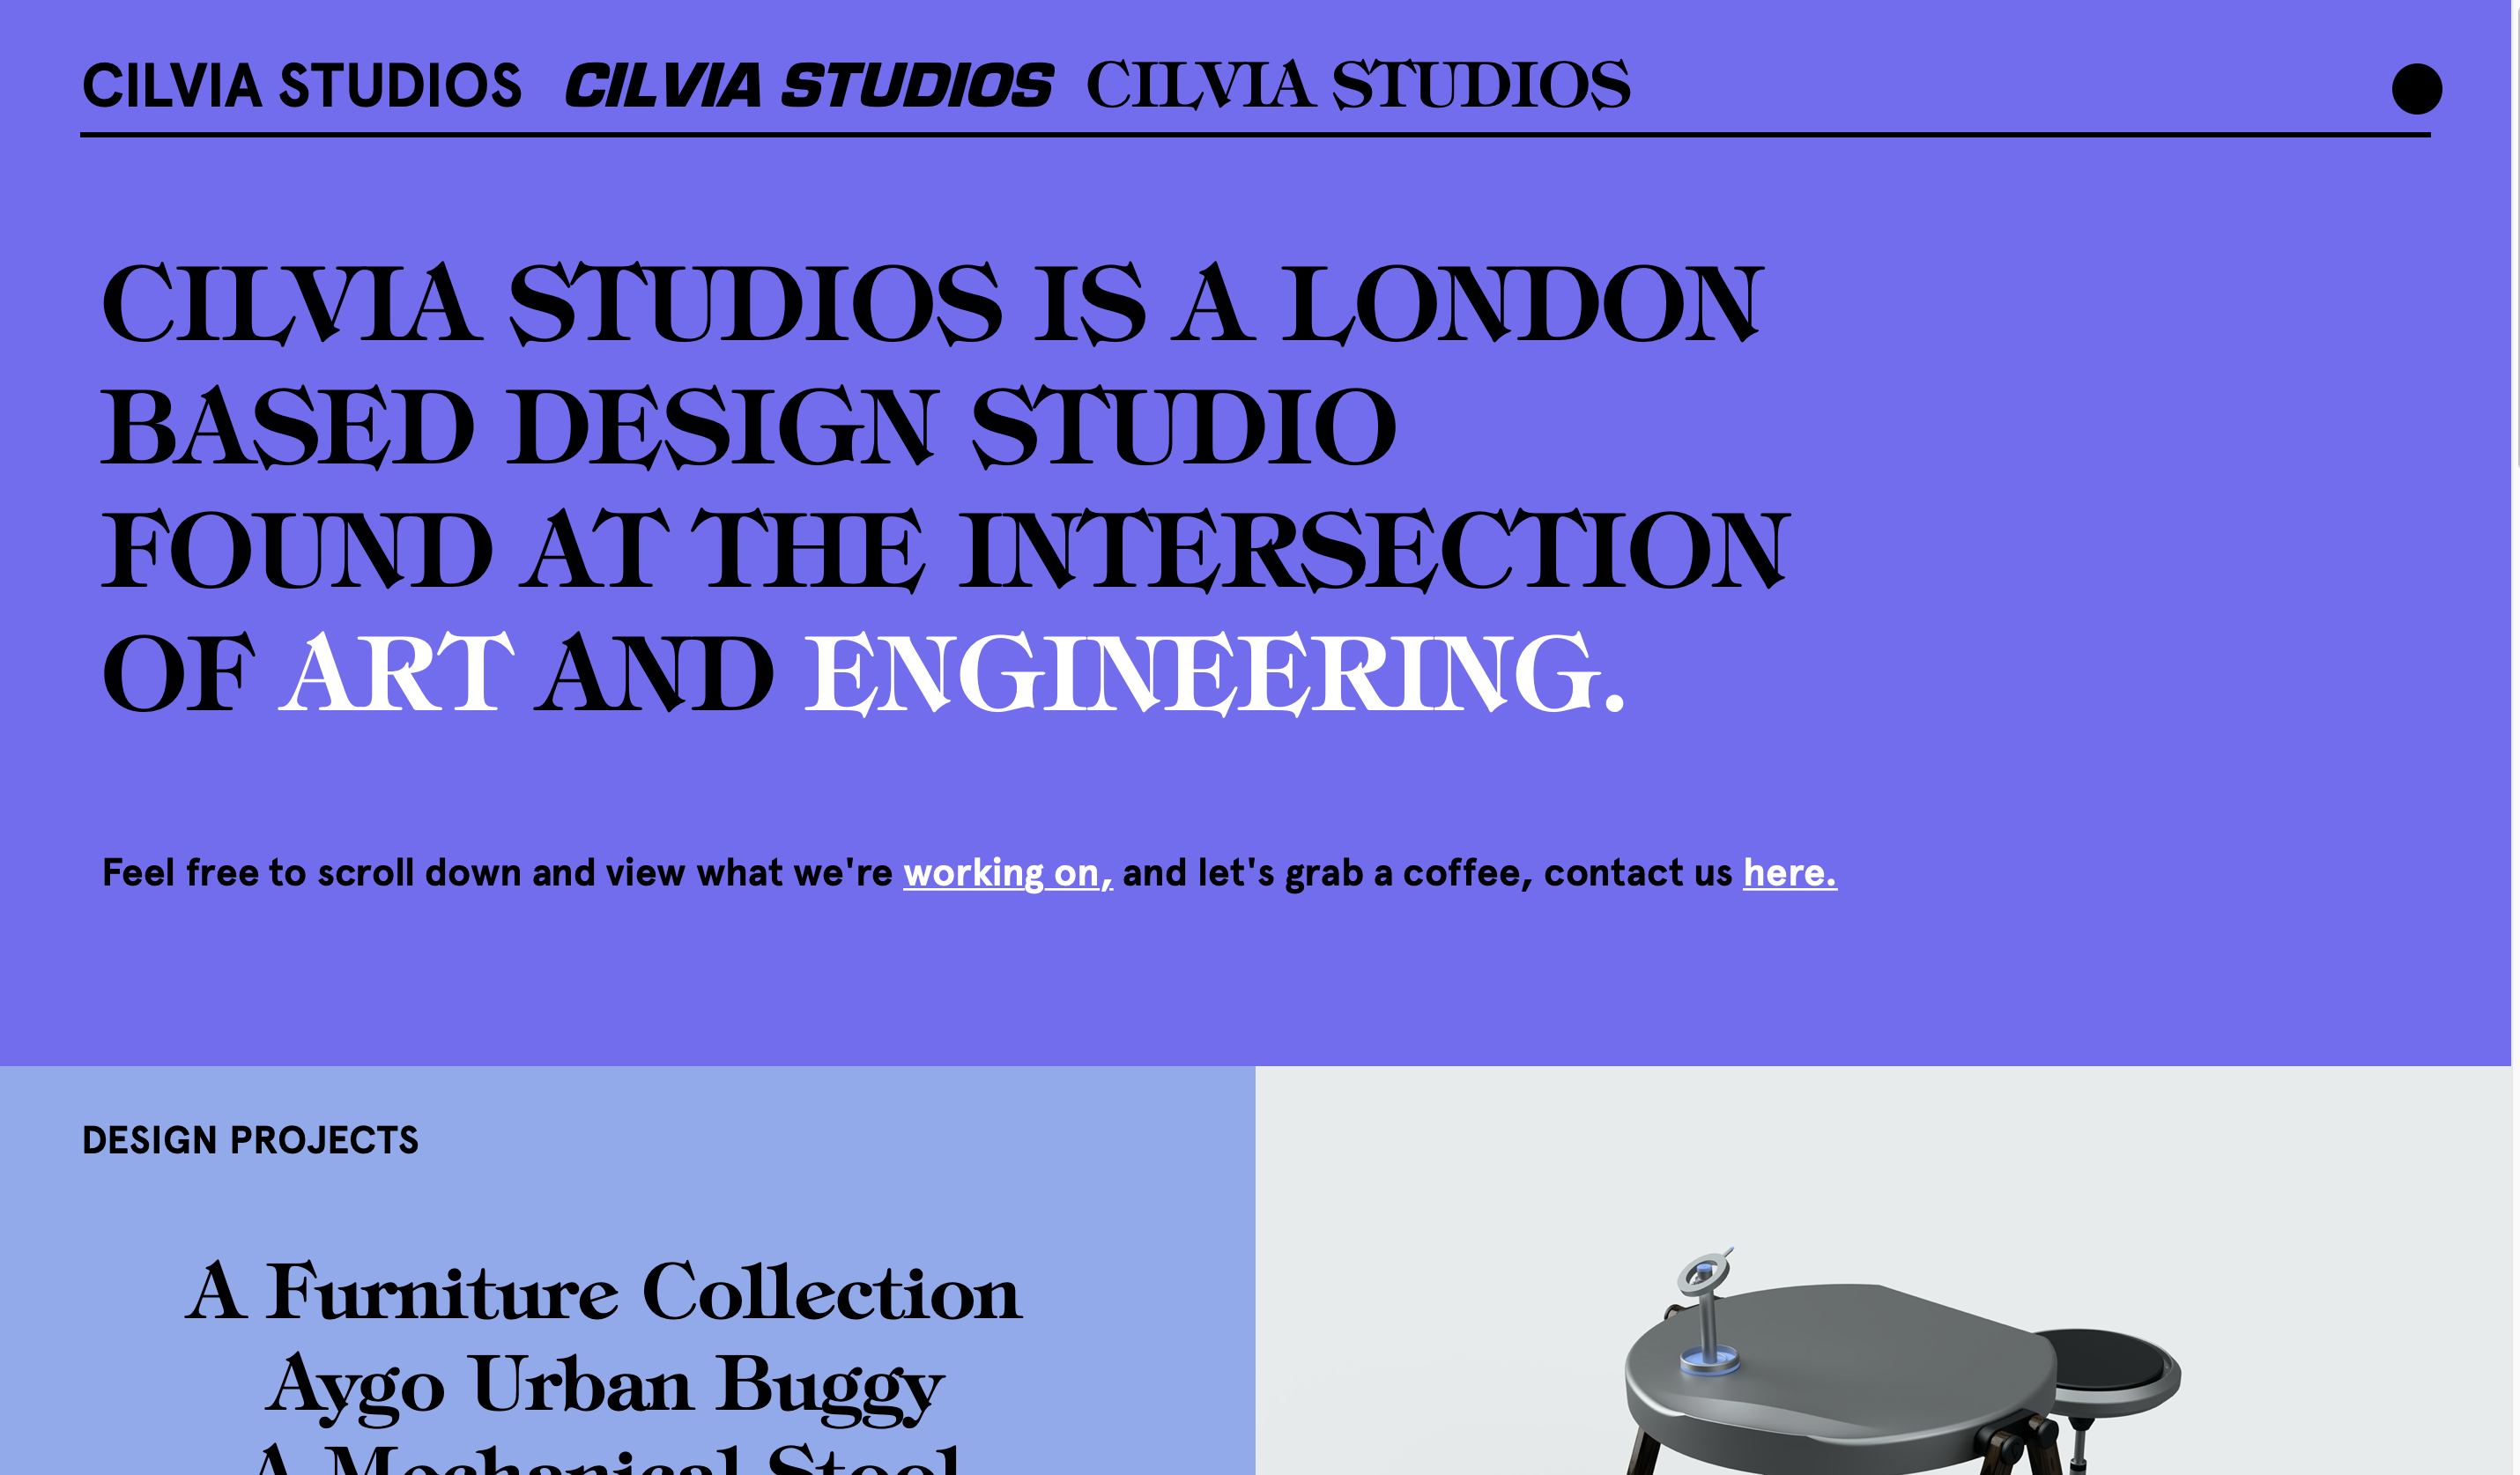 CILVIA STUDIOS CILVIA STUDIOS CILVIA STUDIOS
CILVIA STUDIOS IS A LONDON
BASED DESIGN STUDIO
FOUND AT THE INTERSECTION
OF ART AND ENGINEERING.
Feel free to scroll down and view what we're working on, and let's grab a coffee, contact us here.
DESIGN PROJECTS
A Furniture Collection
Aygo Urban Buggy
A Mechanical Stool